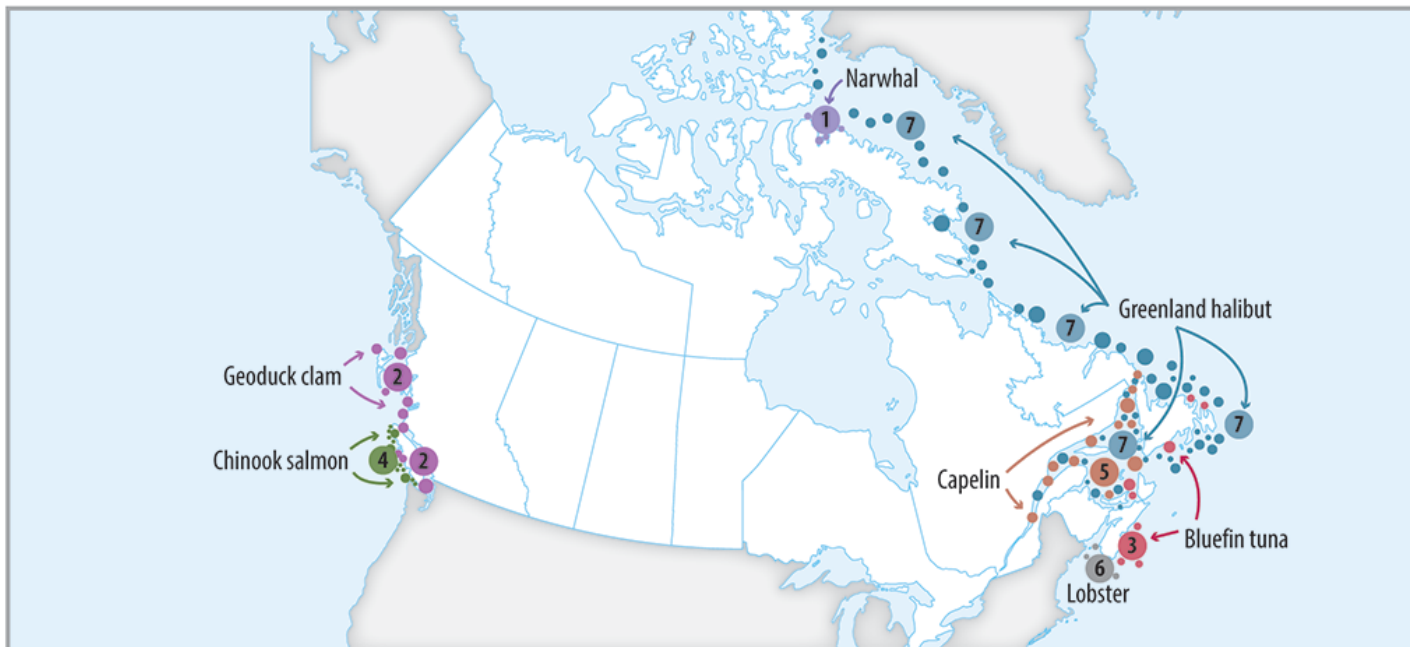 Narwhal
1
7
7
Greenland halibut
7
Geoduck clam
2
7
Chinook salmon
4
2
7
Capelin
5
3
Bluefin tuna
6
Lobster